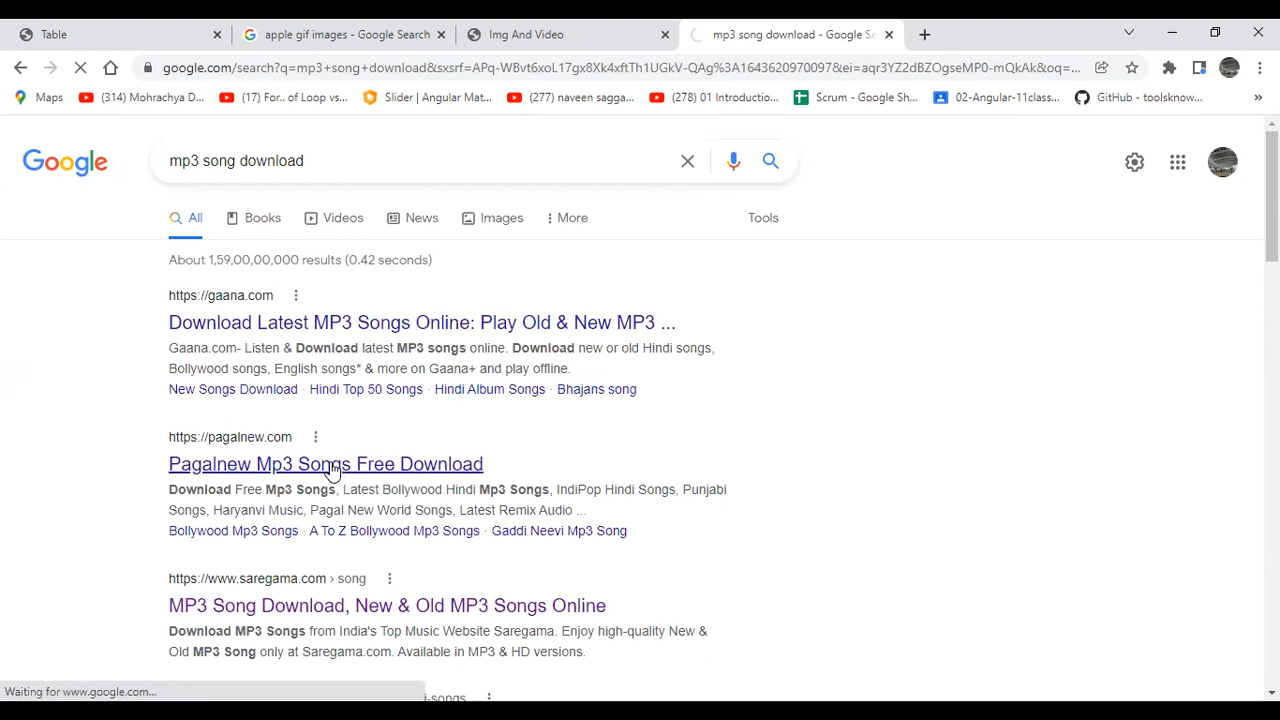 Table
apple gif images - Google Search
Img And Video
mp3 song download - Google Se
google.com/search?q=mp3+song+download&sxsrf=APq-WBvt6xoL17gx8Xk4xftTh1UGkV-QAg%3A1643620970097&ei=aqr3YZ2dBZOgseMP0-mQkAk&oq=...
Maps
(314) Mohrachya D...
(17) For.. of Loop vs...
Slider | Angular Mat...
(277) naveen sagga...
(278) 01 Introductio...
Scrum - Google Sh...
02-Angular-11class...
GitHub - toolsknow...
Google
mp3 song download
All
Books
Videos
News
Images
More
Tools
About 1,59,00,00,000 results (0.42 seconds)
https://gaana.com
Download Latest MP3 Songs Online: Play Old & New MP3 ...
Gaana.com- Listen & Download latest MP3 songs online. Download new or old Hindi songs,
Bollywood songs, English songs* & more on Gaana+ and play offline.
New Songs Download · Hindi Top 50 Songs · Hindi Album Songs · Bhajans song
https://pagalnew.com
Pagalnew Mp3 Songs Free Download
Download Free Mp3 Songs, Latest Bollywood Hindi Mp3 Songs, IndiPop Hindi Songs, Punjabi
Songs, Haryanvi Music, Pagal New World Songs, Latest Remix Audio ...
Bollywood Mp3 Songs · A To Z Bollywood Mp3 Songs · Gaddi Neevi Mp3 Song
https://www.saregama.com › song
MP3 Song Download, New & Old MP3 Songs Online
Download MP3 Songs from India's Top Music Website Saregama. Enjoy high-quality New &
Old MP3 Song only at Saregama.com. Available in MP3 & HD versions.
i-songs
Waiting for www.google.com...